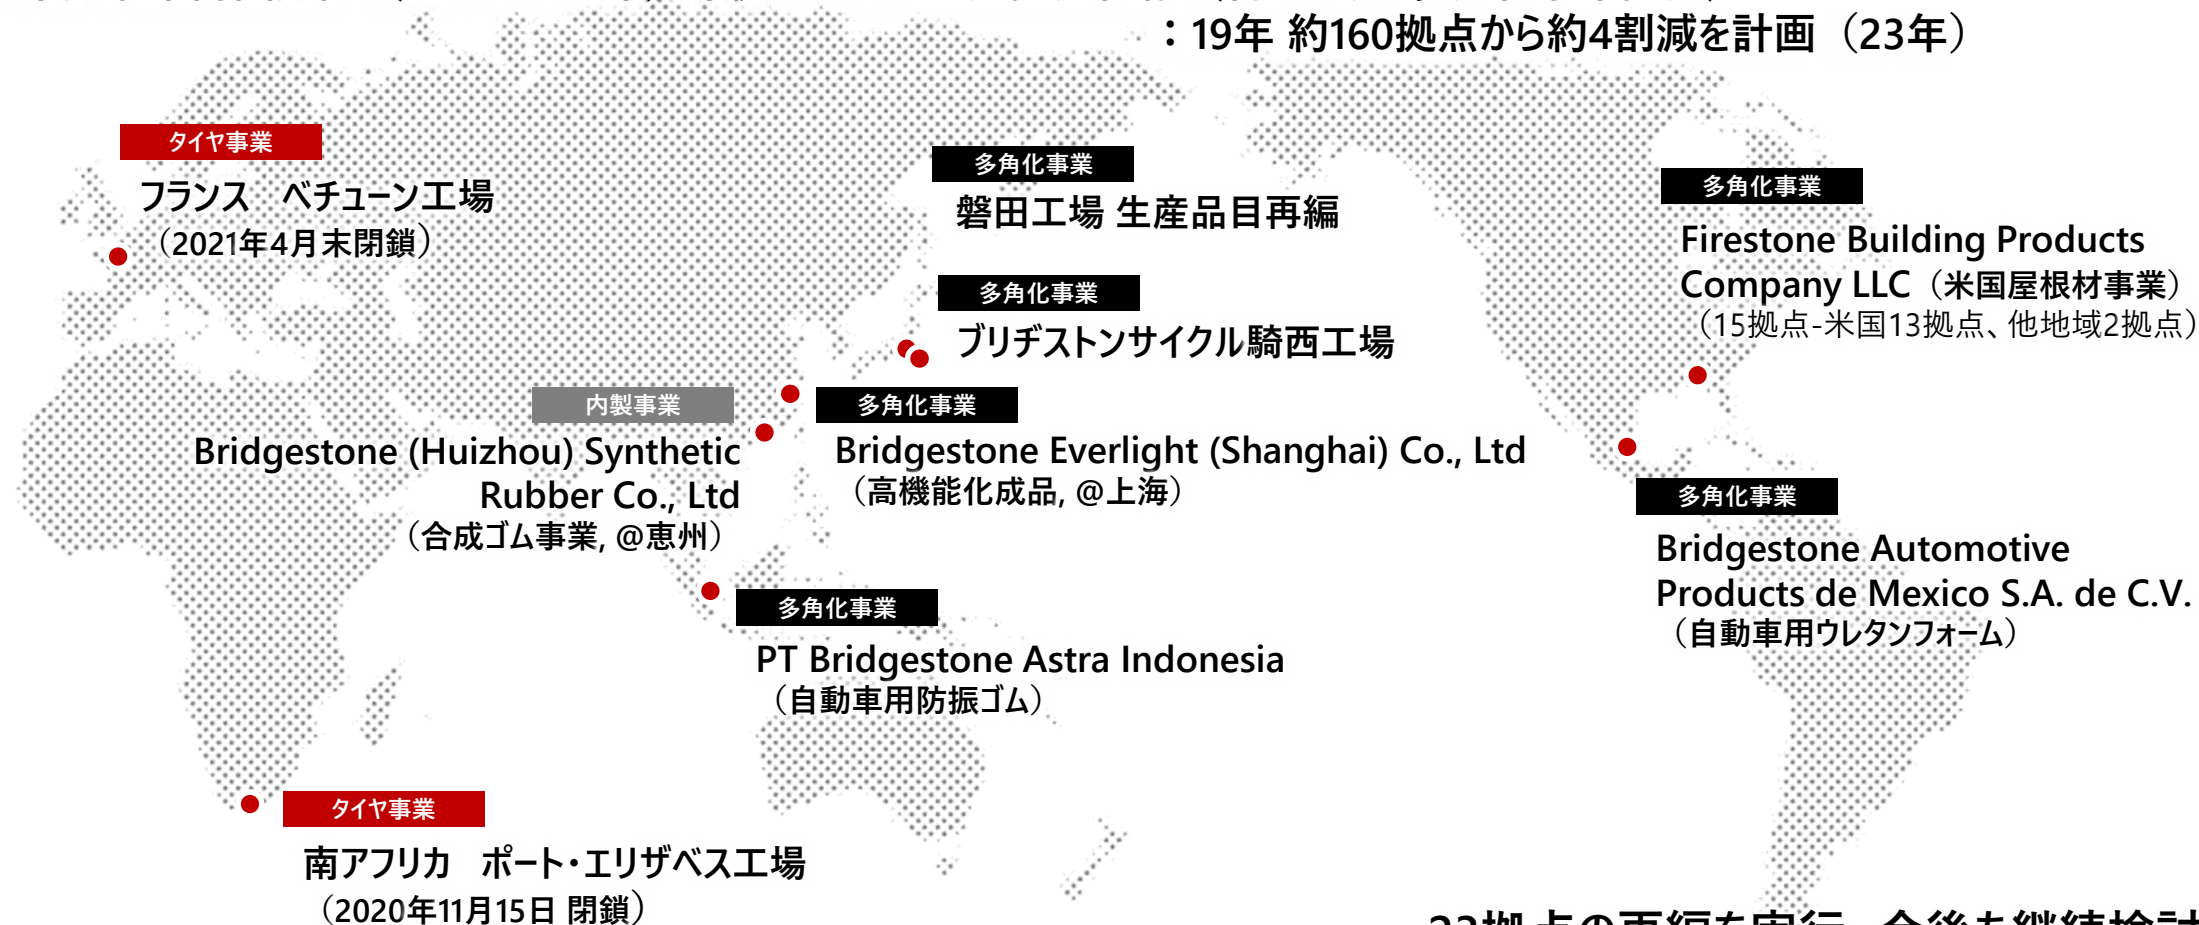 ：19年 約160拠点から約4割減を計画（23年）
タイヤ事業
フランス　ベチューン工場
（2021年4月末閉鎖）
多角化事業
磐田工場 生産品目再編
多角化事業
ブリヂストンサイクル騎西工場
多角化事業
Firestone Building Products
Company LLC（米国屋根材事業）
（15拠点-米国13拠点、他地域2拠点）
内製事業
Bridgestone (Huizhou) Synthetic
Rubber Co., Ltd
（合成ゴム事業, @恵州）
多角化事業
Bridgestone Everlight (Shanghai) Co., Ltd
（高機能化成品, @上海）
多角化事業
Bridgestone Automotive
Products de Mexico S.A. de C.V.
（自動車用ウレタンフォーム）
多角化事業
PT Bridgestone Astra Indonesia
（自動車用防振ゴム）
タイヤ事業
南アフリカ　ポート・エリザベス工場
（2020年11月15日 閉鎖）